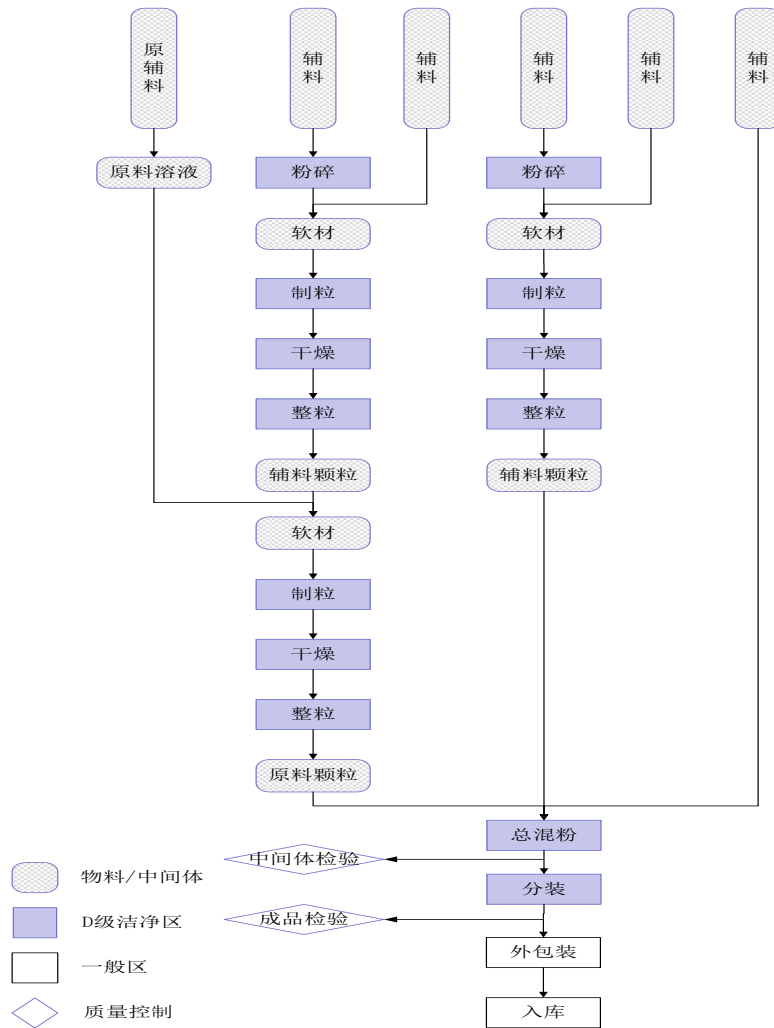 原辅料
辅料
辅料
辅料
辅料
辅料
原料溶液
粉碎
粉碎
软材
软材
制粒
制粒
干燥
干燥
整粒
整粒
辅料颗粒
辅料颗粒
软材
制粒
干燥
整粒
原料颗粒
总混粉
中间体检验
物料/中间体
分装
D级洁净区
成品检验
外包装
一般区
入库
质量控制